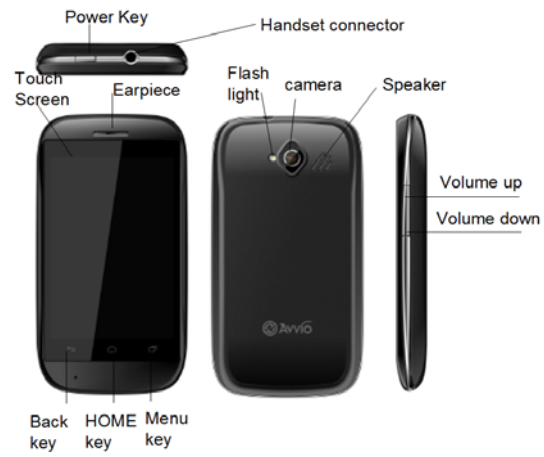 Power Key
Handset connector
Touch
Screen
Earpiece
Flash
light
camera
Speaker
Volume up
Volume down
AVVIO
Back
key
HOME
key
Menu
key